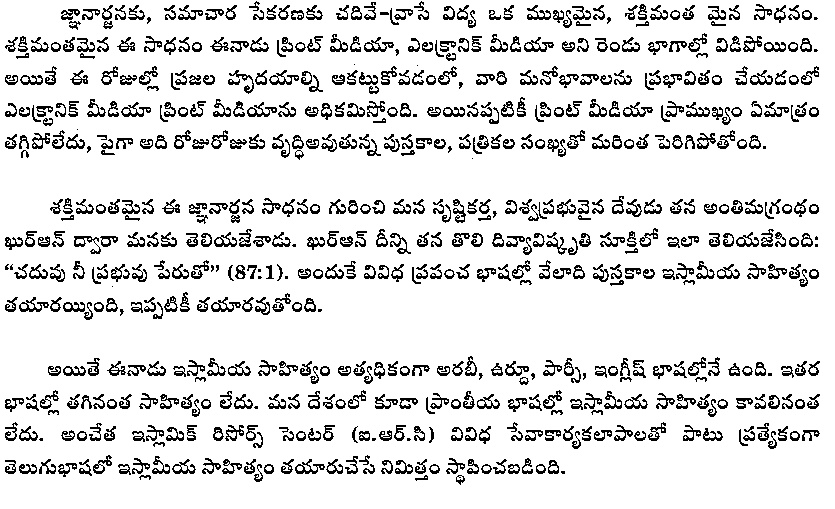 జ్ఞానార్జనకు, సమాచార సేకరణకు చదివే-వ్రాసే విద్య ఒక ముఖ్యమైన, శక్తిమంత మైన సాధనం.
శక్తిమంతమైన ఈ సాధనం ఈనాడు ప్రింట్ మీడియా, ఎలక్ట్రానిక్ మీడియా అని రెండు భాగాల్లో విడిపోయింది.
అయితే ఈ రోజుల్లో ప్రజల హృదయాల్ని ఆకట్టుకోవడంలో, వారి మనోభావాలను ప్రభావితం చేయడంలో
ఎలక్ట్రానిక్ మీడియా ప్రింట్ మీడియాను అధికమిస్తోంది. అయినప్పటికీ ప్రింట్ మీడియా ప్రాముఖ్యం ఏమాత్రం
తగ్గిపోలేదు, పైగా అది రోజురోజుకు వృద్ధిఅవుతున్న పుస్తకాల, పత్రికల సంఖ్యతో మరింత పెరిగిపోతోంది.
శక్తిమంతమైన ఈ జ్ఞానార్జన సాధనం గురించి మన సృష్టికర్త, విశ్వప్రభువైన దేవుడు తన అంతిమగ్రంథం
ఖుర్ఆన్ ద్వారా మనకు తెలియజేశాడు. ఖుర్ఆన్ దీన్ని తన తొలి దివ్యావిష్కృతి సూక్తిలో ఇలా తెలియజేసింది:
“చదువు నీ ప్రభువు పేరుతో” (87:1). అందుకే వివిధ ప్రపంచ భాషల్లో వేలాది పుస్తకాల ఇస్లామీయ సాహిత్యం
తయారయ్యింది, ఇప్పటికీ తయారవుతోంది.
అయితే ఈనాడు ఇస్లామీయ సాహిత్యం అత్యధికంగా అరబీ, ఉర్దూ, పార్సీ, ఇంగ్లీష్ భాషల్లోనే ఉంది. ఇతర
భాషల్లో తగినంత సాహిత్యం లేదు. మన దేశంలో కూడా ప్రాంతీయ భాషల్లో ఇస్లామీయ సాహిత్యం కావలినంత
లేదు. అంచేత ఇస్లామిక్ రిసోర్స్ సెంటర్ (ఐ.ఆర్.సి) వివిధ సేవాకార్యకలాపాలతో పాటు ప్రత్యేకంగా
తెలుగుభాషలో ఇస్లామీయ సాహిత్యం తయారుచేసే నిమిత్తం స్థాపించబడింది.